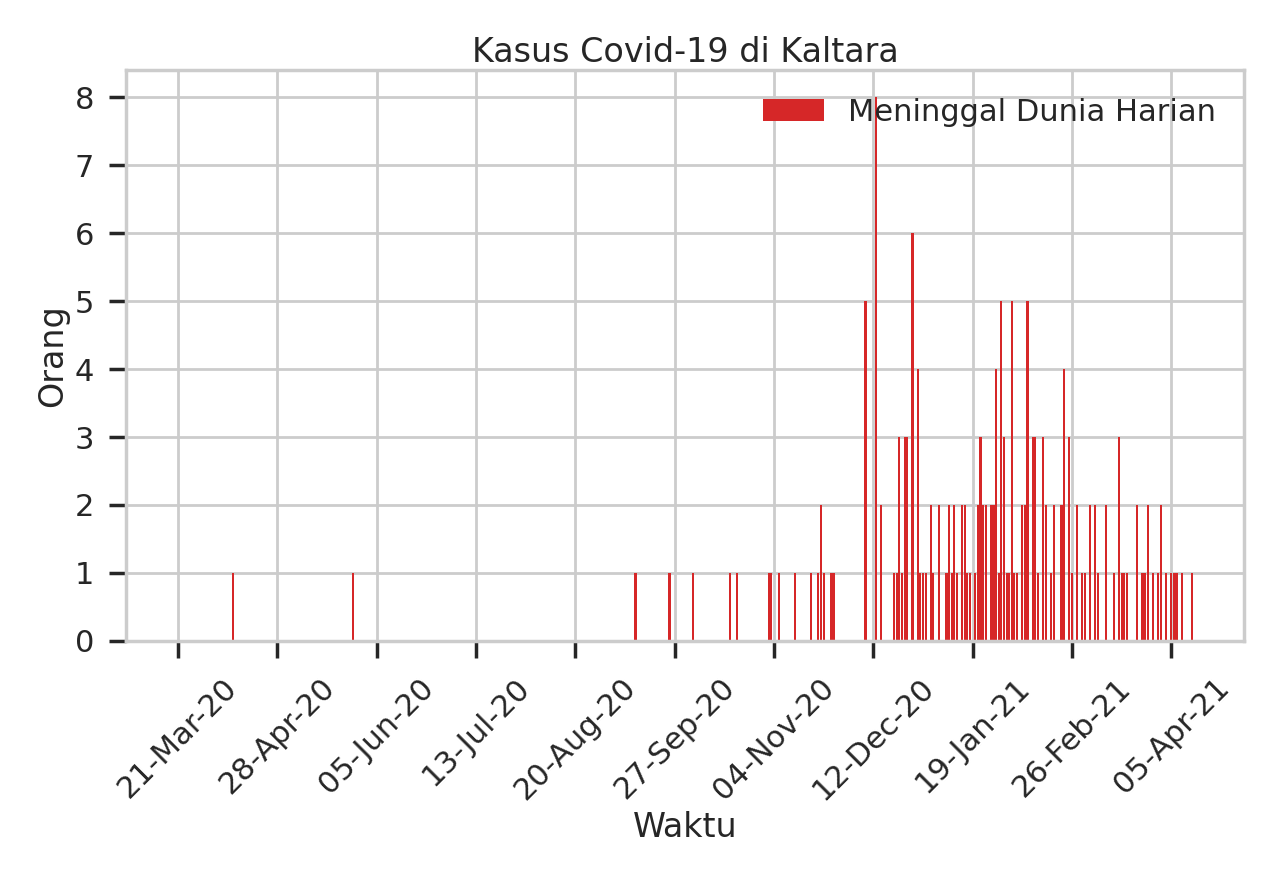 Kasus Covid-19 di Kaltara
Meninggal Dunia Harian
8
7
6
5
4
3
2
1
0
Orang
21-Mar-20
28-Apr-20
05-Jun-20
13-Jul-20
20-Aug-20
27-Sep-20
04-Nov-20
12-Dec-20
19-Jan-21
26-Feb-21
05-Apr-21
Waktu